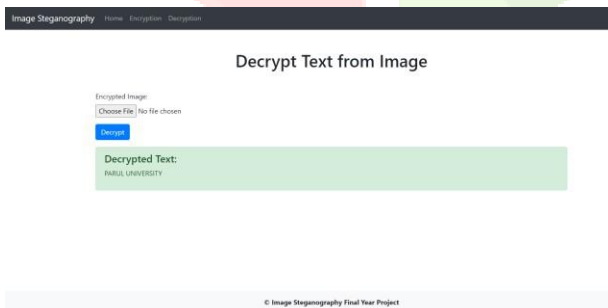 Image Steganography Home Encryption Decryption
Decrypt Text from Image
Encrypted Image:
Choose File No file chosen
Decrypt
Decrypted Text:
PARUL UNIVERSITY
© Image Steganography Final Year Project